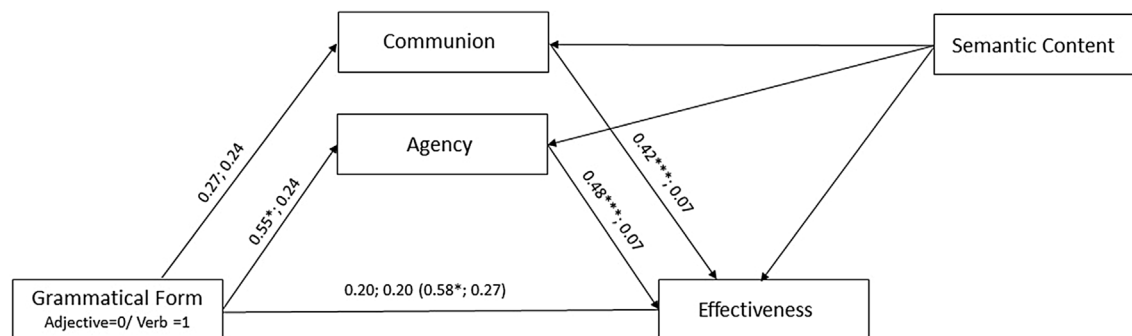 Communion
Semantic Content
Agency
0.27; 0.24
0.55*; 0.24
0.42***; 0.07
0.48***; 0.07
Grammatical Form
Adjective=0/ Verb =1
0.20; 0.20 (0.58*; 0.27)
Effectiveness